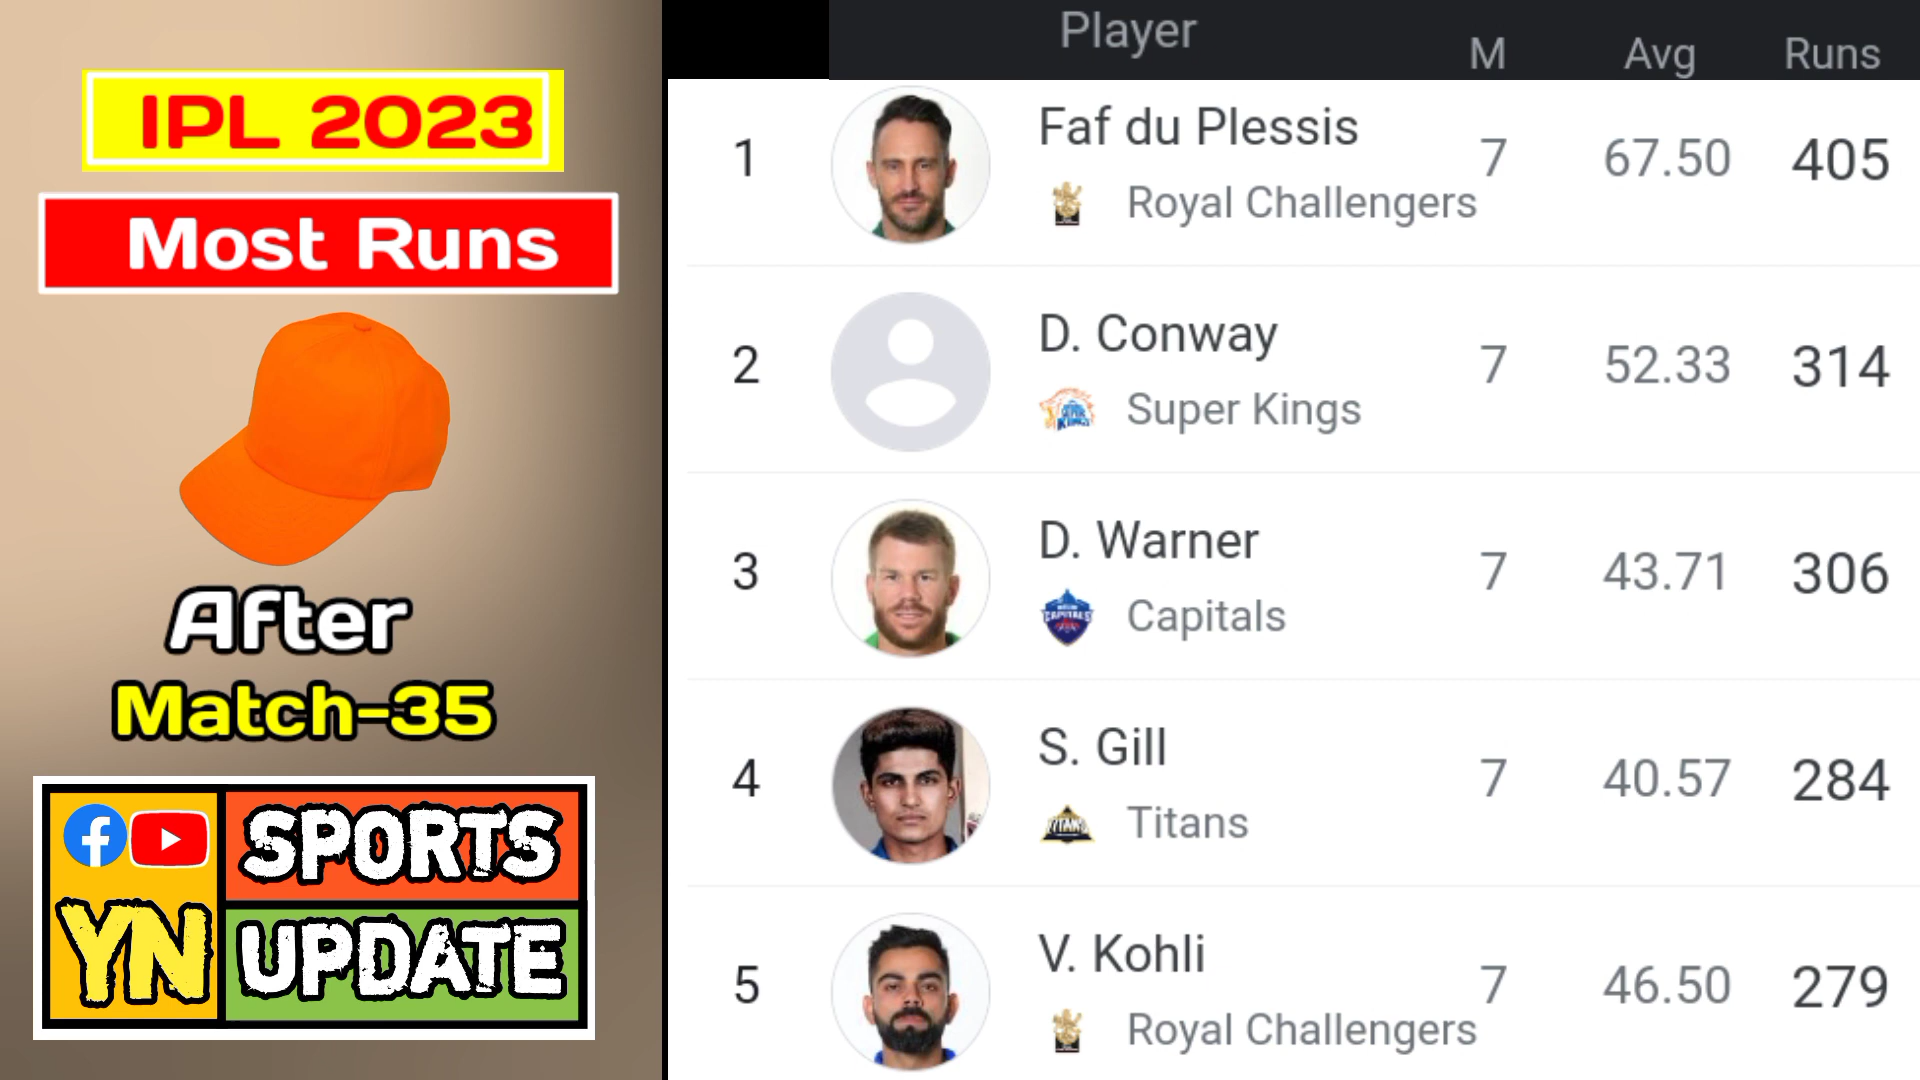 IPL 2023
Most Runs
After
Match-35
YN
SPORTS
UPDATE
Player M Avg Runs
1 Faf du Plessis 7 67.50 405
Royal Challengers
2 D. Conway 7 52.33 314
Super Kings
3 D. Warner 7 43.71 306
CAPITALS Capitals
4 S. Gill 7 40.57 284
TITANS Titans
5 V. Kohli 7 46.50 279
Royal Challengers